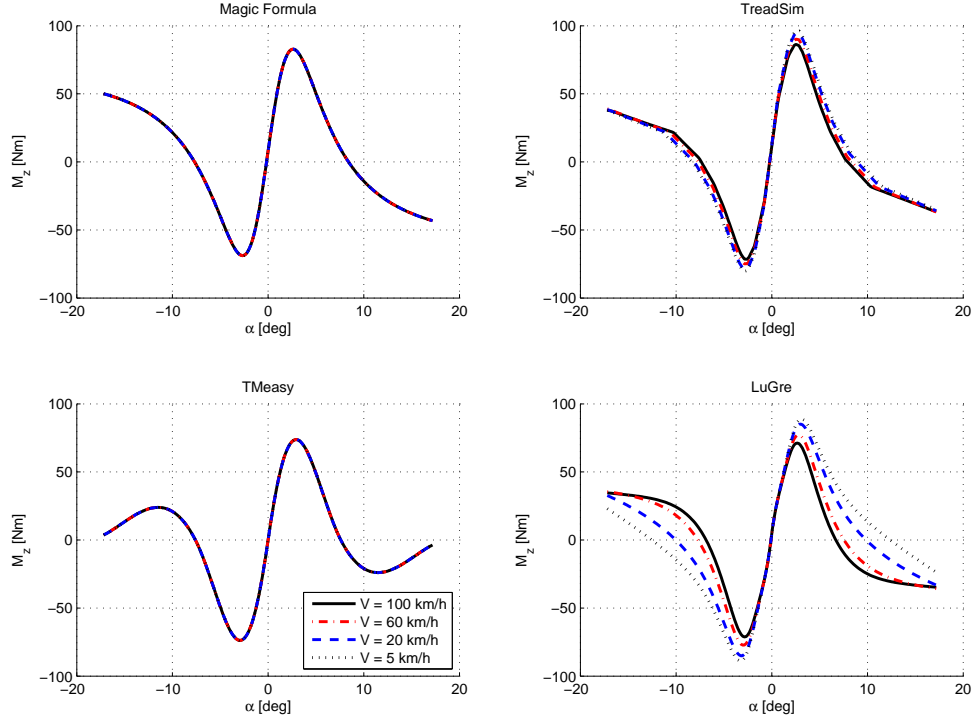 Magic Formula
100
50
0
−50
−100
M_z [Nm]
−20
−10
0
10
20
α [deg]
TreadSim
100
50
0
−50
−100
M_z [Nm]
−20
−10
0
10
20
α [deg]
TMeasy
100
50
0
−50
−100
M_z [Nm]
−20
−10
0
10
20
α [deg]
V = 100 km/h
V = 60 km/h
V = 20 km/h
V = 5 km/h
LuGre
100
50
0
−50
−100
M_z [Nm]
−20
−10
0
10
20
α [deg]